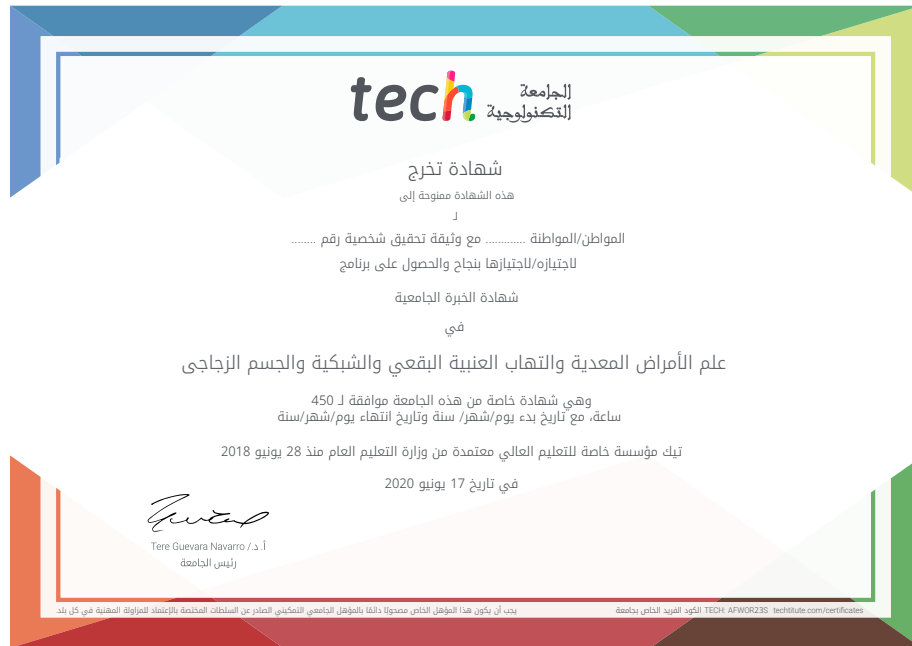 tech الجامعة
التكنولوجية
شهادة تخرج
هذه الشهادة ممنوحة إلى
لـ
المواطن/المواطنة ............ مع وثيقة تحقيق شخصية رقم ........
لاجتيازه/لاجتيازها بنجاح والحصول على برنامج
شهادة الخبرة الجامعية
في
علم الأمراض المعدية والتهاب العنبية البقعي والشبكية والجسم الزجاجى
وهي شهادة خاصة من هذه الجامعة موافقة لـ 450
ساعة، مع تاريخ بدء يوم/شهر/ سنة وتاريخ انتهاء يوم/شهر/سنة
تيك مؤسسة خاصة للتعليم العالي معتمدة من وزارة التعليم العام منذ 28 يونيو 2018
في تاريخ 17 يونيو 2020
أ.د./ Tere Guevara Navarro
رئيس الجامعة
يجب أن يكون هذا المؤهل الخاص مصحوبًا دائمًا بالمؤهل الجامعي التمكيني الصادر عن السلطات المختصة بالإعتماد للمزاولة المهنية في كل بلد.
الكود الفريد الخاص بجامعة TECH: AFWOR23S techtitute.com/certificates